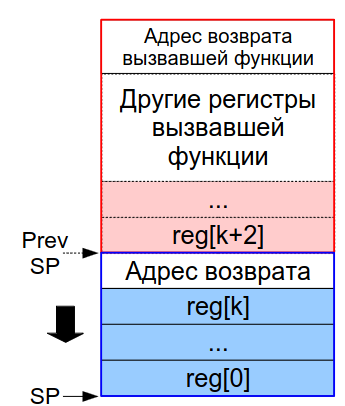 Адрес возврата
вызвавшей функции
Другие регистры
вызвавшей
функции
...
reg[k+2]
Prev
SP
Адрес возврата
reg[k]
...
reg[0]
SP